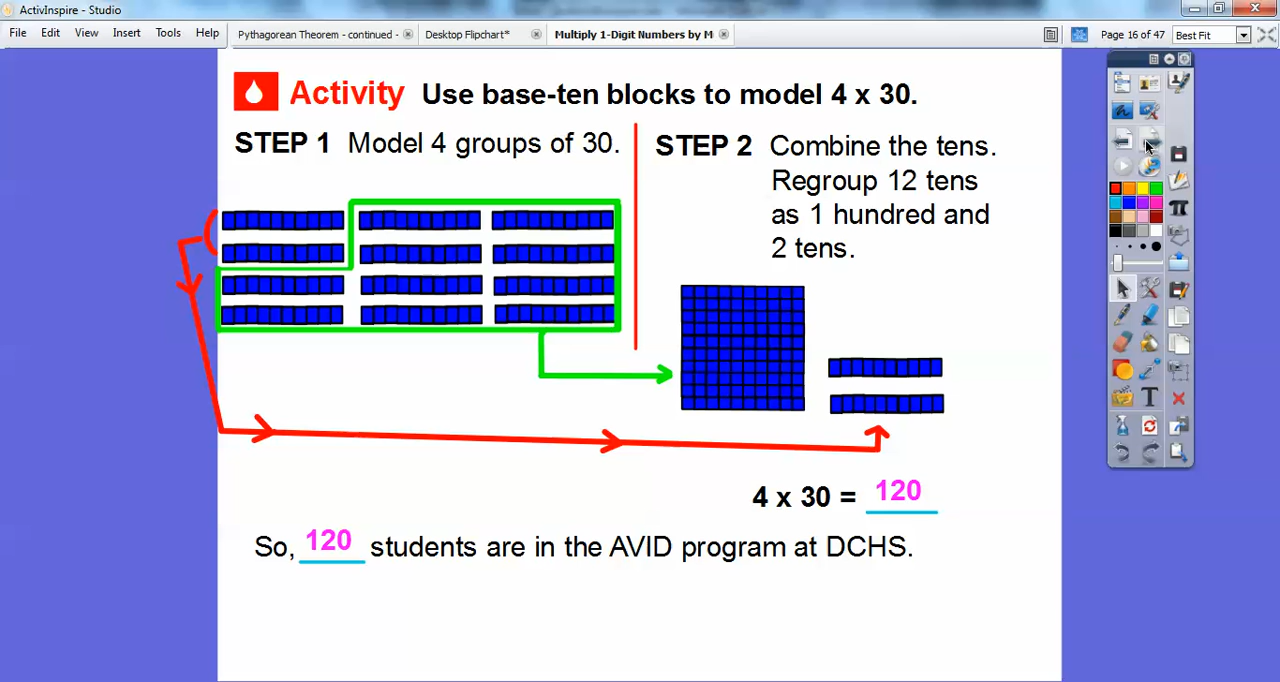 ActivInspire - Studio
File Edit View Insert Tools Help
Pythagorean Theorem - continued -
Desktop Flipchart*
Multiply 1-Digit Numbers by M
Page 16 of 47
Best Fit
Activity Use base-ten blocks to model 4 x 30.
STEP 1 Model 4 groups of 30.
STEP 2 Combine the tens.
Regroup 12 tens
as 1 hundred and
2 tens.
4 x 30 = 120
So, 120 students are in the AVID program at DCHS.